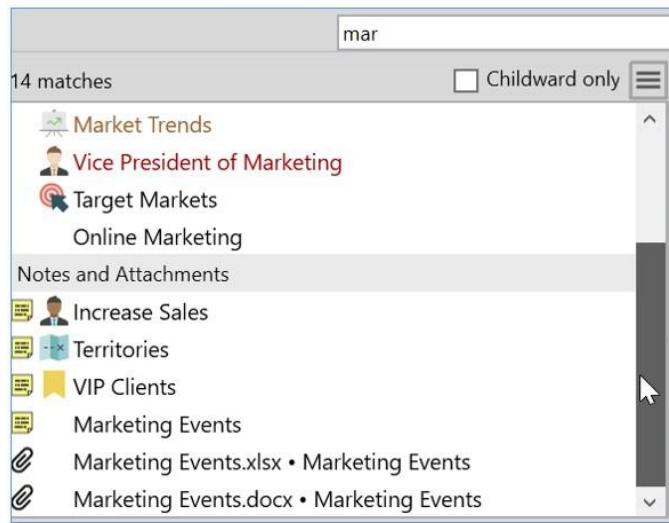 mar
14 matches
Childward only
Market Trends
Vice President of Marketing
Target Markets
Online Marketing
Notes and Attachments
Increase Sales
Territories
VIP Clients
Marketing Events
Marketing Events.xlsx • Marketing Events
Marketing Events.docx • Marketing Events